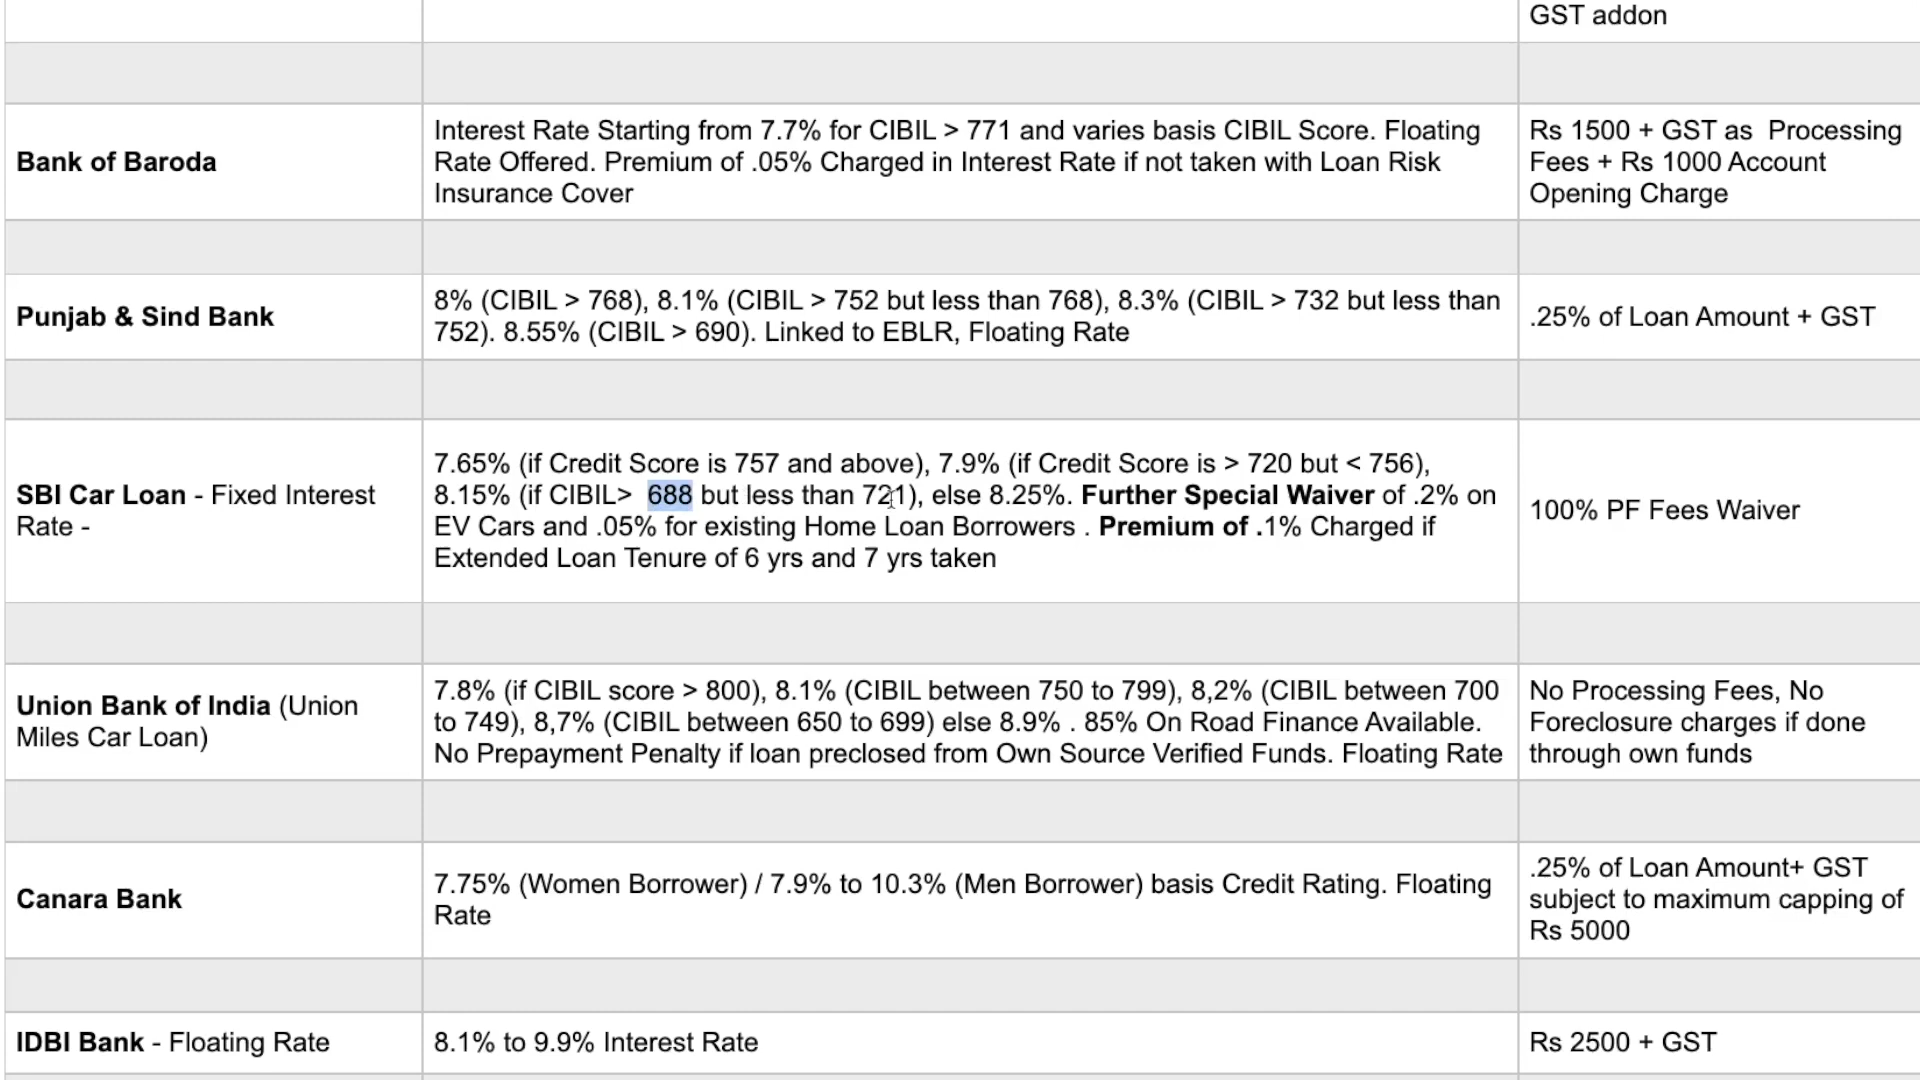 GST addon
Bank of Baroda
Interest Rate Starting from 7.7% for CIBIL > 771 and varies basis CIBIL Score. Floating
Rate Offered. Premium of .05% Charged in Interest Rate if not taken with Loan Risk
Insurance Cover
Rs 1500 + GST as  Processing
Fees + Rs 1000 Account
Opening Charge
Punjab & Sind Bank
8% (CIBIL > 768), 8.1% (CIBIL > 752 but less than 768), 8.3% (CIBIL > 732 but less than
752). 8.55% (CIBIL > 690). Linked to EBLR, Floating Rate
.25% of Loan Amount + GST
SBI Car Loan - Fixed Interest
Rate -
7.65% (if Credit Score is 757 and above), 7.9% (if Credit Score is > 720 but < 756),
8.15% (if CIBIL>  688 but less than 721), else 8.25%. Further Special Waiver of .2% on
EV Cars and .05% for existing Home Loan Borrowers . Premium of .1% Charged if
Extended Loan Tenure of 6 yrs and 7 yrs taken
100% PF Fees Waiver
Union Bank of India (Union
Miles Car Loan)
7.8% (if CIBIL score > 800), 8.1% (CIBIL between 750 to 799), 8,2% (CIBIL between 700
to 749), 8,7% (CIBIL between 650 to 699) else 8.9% . 85% On Road Finance Available.
No Prepayment Penalty if loan preclosed from Own Source Verified Funds. Floating Rate
No Processing Fees, No
Foreclosure charges if done
through own funds
Canara Bank
7.75% (Women Borrower) / 7.9% to 10.3% (Men Borrower) basis Credit Rating. Floating
Rate
.25% of Loan Amount+ GST
subject to maximum capping of
Rs 5000
IDBI Bank - Floating Rate
8.1% to 9.9% Interest Rate
Rs 2500 + GST